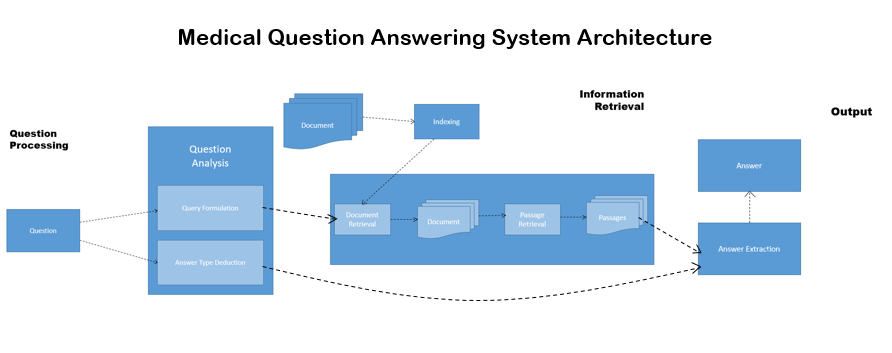 Medical Question Answering System Architecture
Information
Retrieval
Output
Question
Processing
Document
Indexing
Question
Analysis
Answer
Query Formulation
Document
Retrieval
Document
Passage
Retrieval
Passages
Question
Answer Type Deduction
Answer Extraction